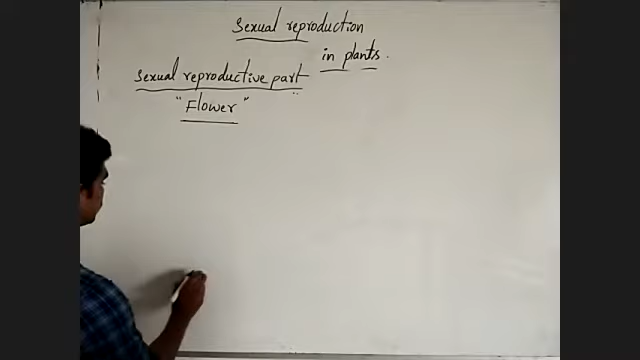 Sexual reproduction
in plants.
Sexual reproductive part
"Flower"